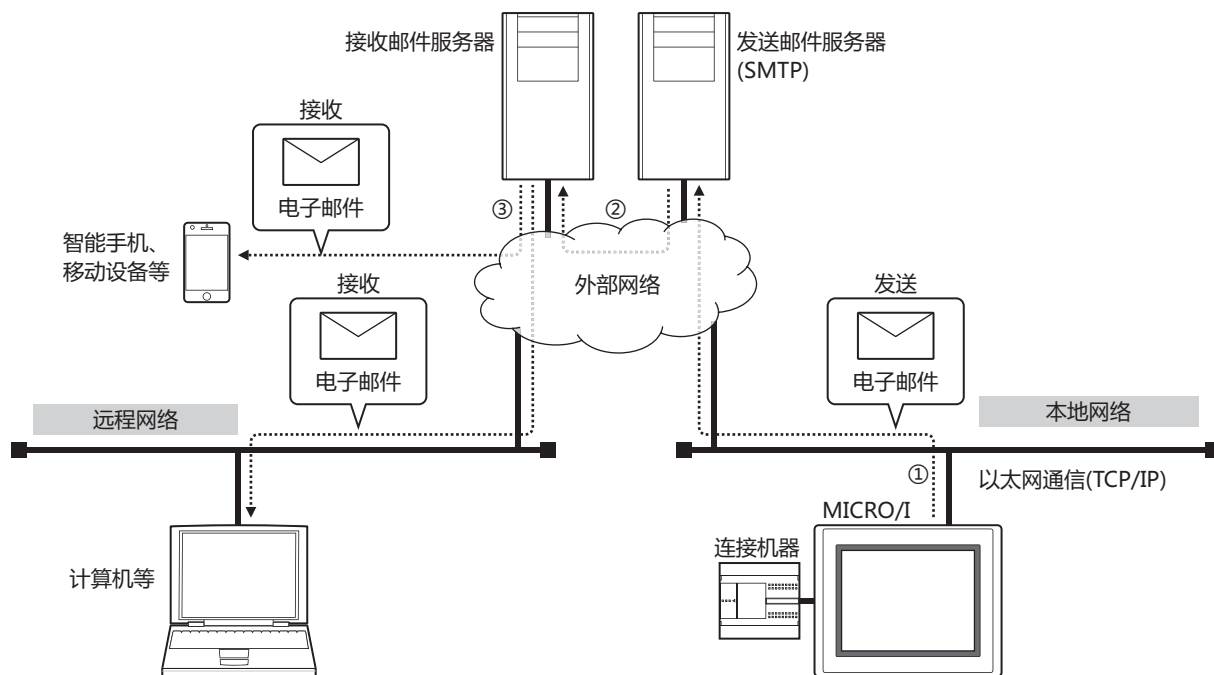 接收邮件服务器
发送邮件服务器
(SMTP)
接收
电子邮件
③
②
智能手机、
移动设备等
外部网络
接收
电子邮件
发送
电子邮件
远程网络
本地网络
①
以太网通信(TCP/IP)
MICRO/I
连接机器
计算机等